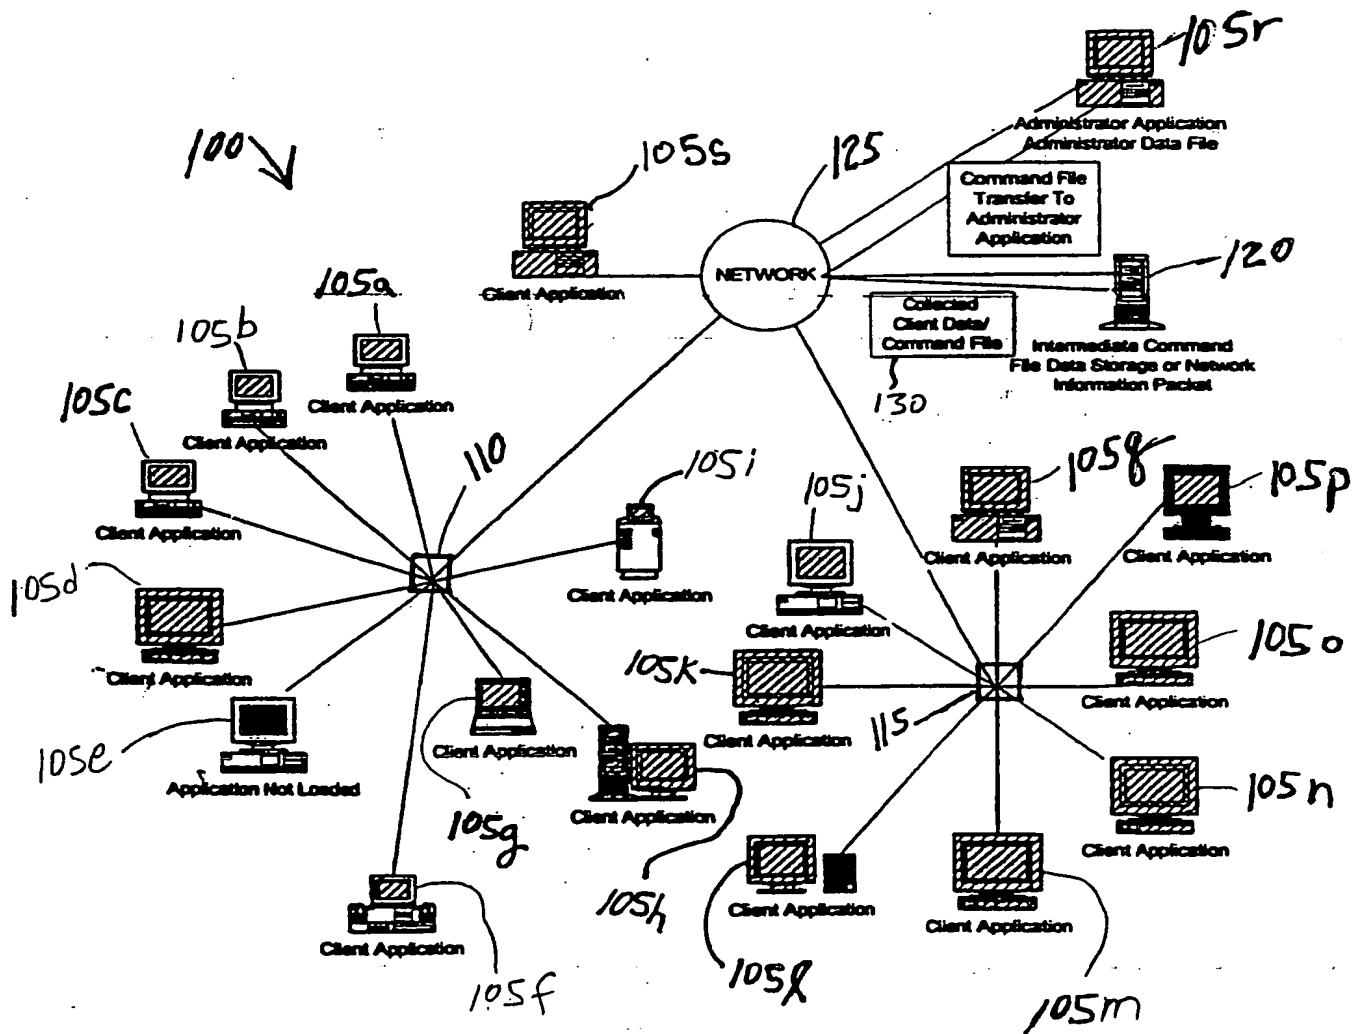 105r
Administrator Application
Administrator Data File
100
105s
125
Command File
Transfer To
Administrator
Application
NETWORK
120
Client Application
105a
Collected
Client Data/
Command File
Intermediate Command
File Data Storage or Network
Information Packet
130
105b
Client Application
105c
Client Application
110
105i
105j
105q
105p
Client Application
Client Application
Client Application
105d
Client Application
Client Application
105k
105o
Client Application
Client Application
115
105e
Client Application
Client Application
Application Not Loaded
105n
105g
Client Application
Client Application
105h
105l
Client Application
Client Application
105f
Client Application
105m